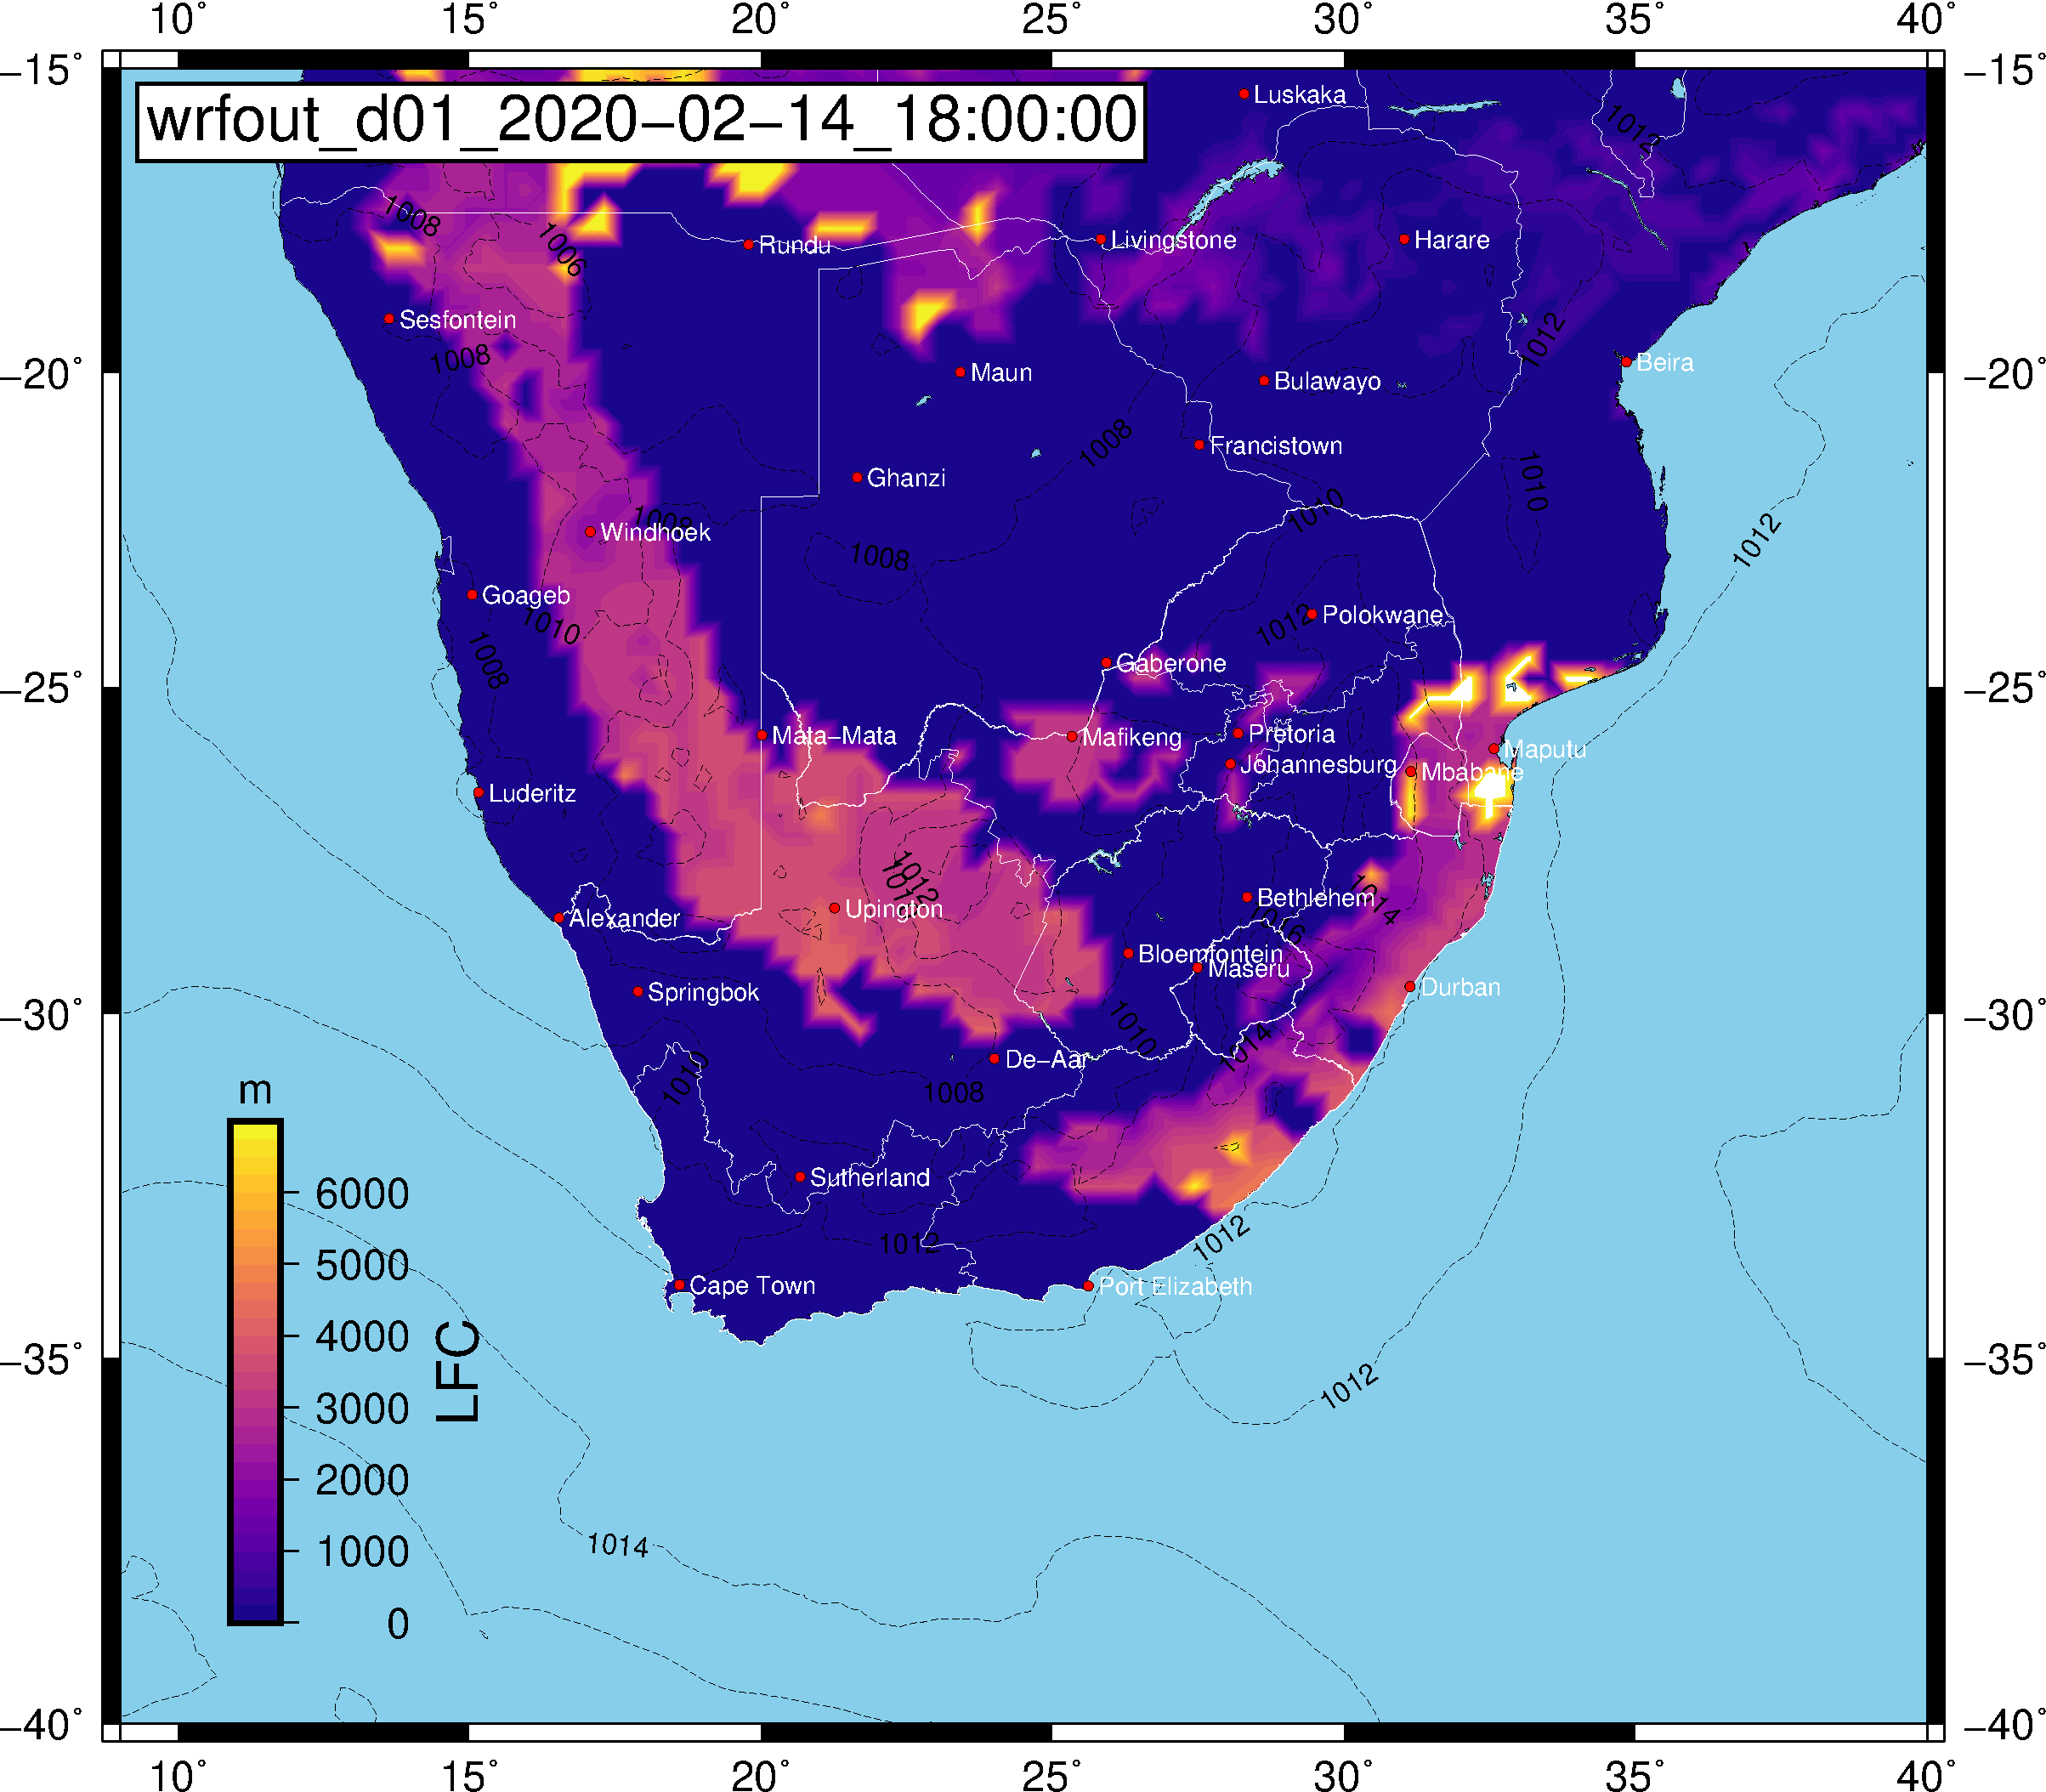 10° 15° 20° 25° 30° 35° 40°
−15° −15°
wrfout_d01_2020−02−14_18:00:00
Luskaka
1012
1008
1006
Rundu
Livingstone
Harare
Sesfontein
1008
1012
Beira
−20° −20°
Maun
Bulawayo
1008
Francistown
Ghanzi
1010
1010
1008
Windhoek
1012
1008
Goageb
1010
1012
Polokwane
1008
Gaberone
−25° −25°
Mata−Mata
Mafikeng
Pretoria
Maputu
Johannesburg
Mbabane
Luderitz
1012
1014
Bethlehem
Upington
Alexander
1016
Bloemfontein
Maseru
Springbok
Durban
−30° −30°
1010
1014
De−Aar
1010
1008
m
Sutherland
6000
1012
1012
5000
Cape Town
Port Elizabeth
4000
LFC
−35° −35°
1012
3000
2000
1014
1000
0
−40° −40°
10° 15° 20° 25° 30° 35° 40°